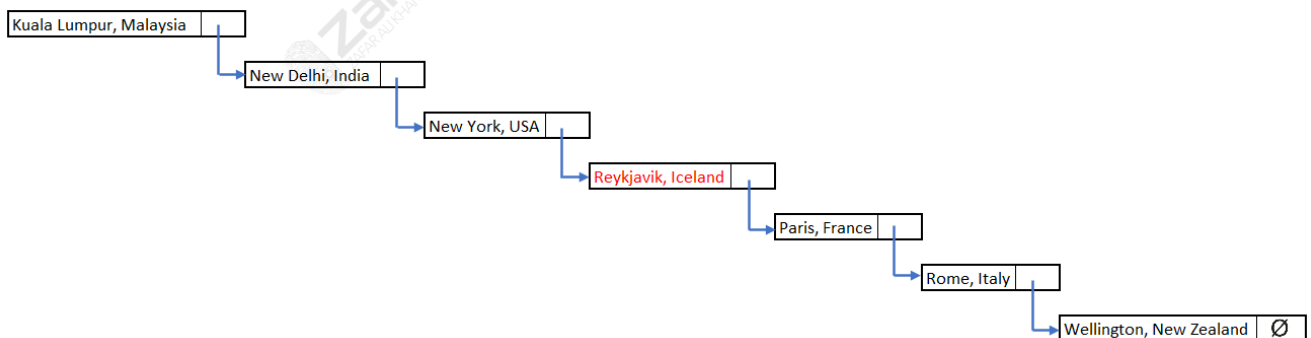 Kuala Lumpur, Malaysia
New Delhi, India
New York, USA
Reykjavik, Iceland
Paris, France
Rome, Italy
Wellington, New Zealand Ø